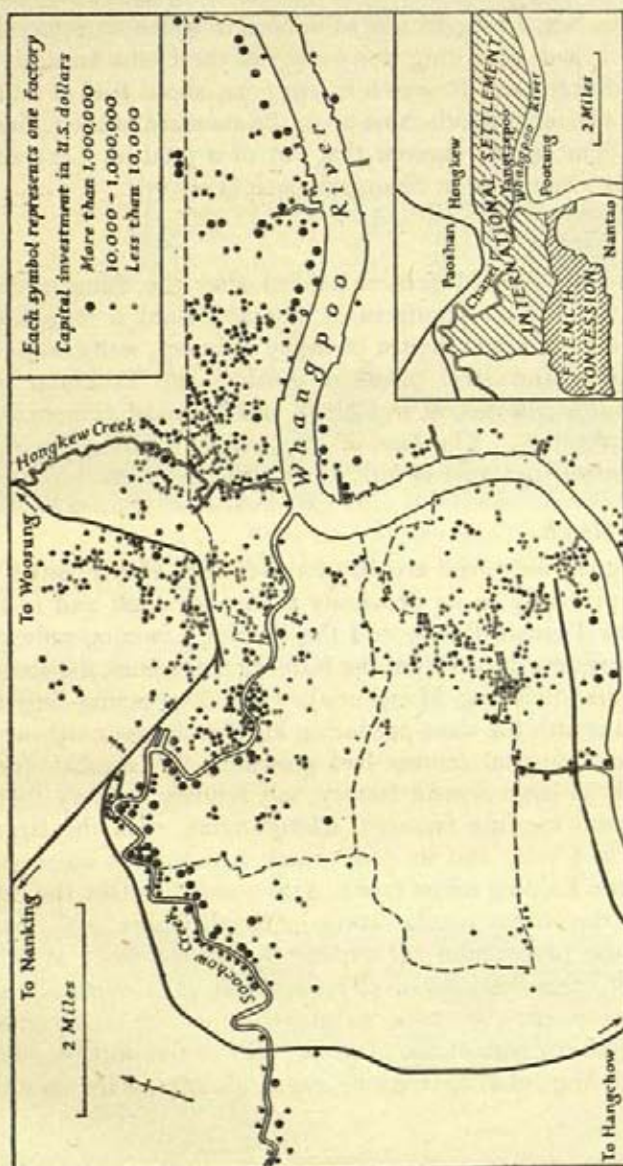 To Nanking
2 Miles
To Woosung
Hongkew Creek
Each symbol represents one factory
Capital investment in U.S. dollars
More than 1,000,000
10,000 – 1,000,000
Less than 10,000
Soochow Creek
Whangpoo River
To Hangchow
Paoshan
Hongkew
Chapei
INTERNATIONAL SETTLEMENT
Yangtzepoo
Whangpoo River
Pootung
FRENCH
CONCESSION
Nantao
2 Miles